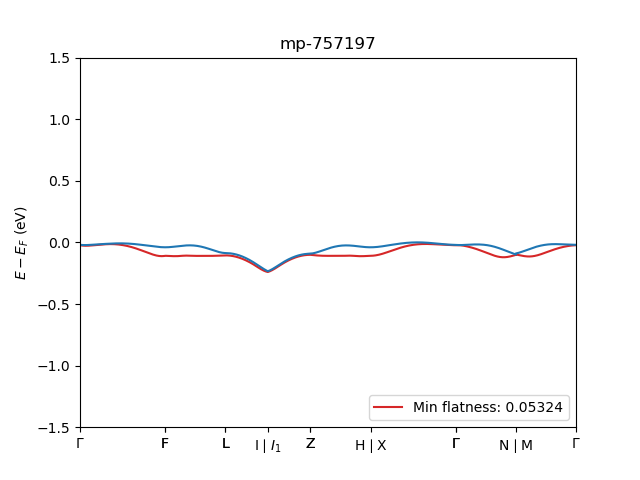 mp-757197
1.5
1.0
0.5
0.0
−0.5
−1.0
−1.5
E − E_F (eV)
Min flatness: 0.05324
Γ F L I | I₁ Z H | X Γ N | M Γ